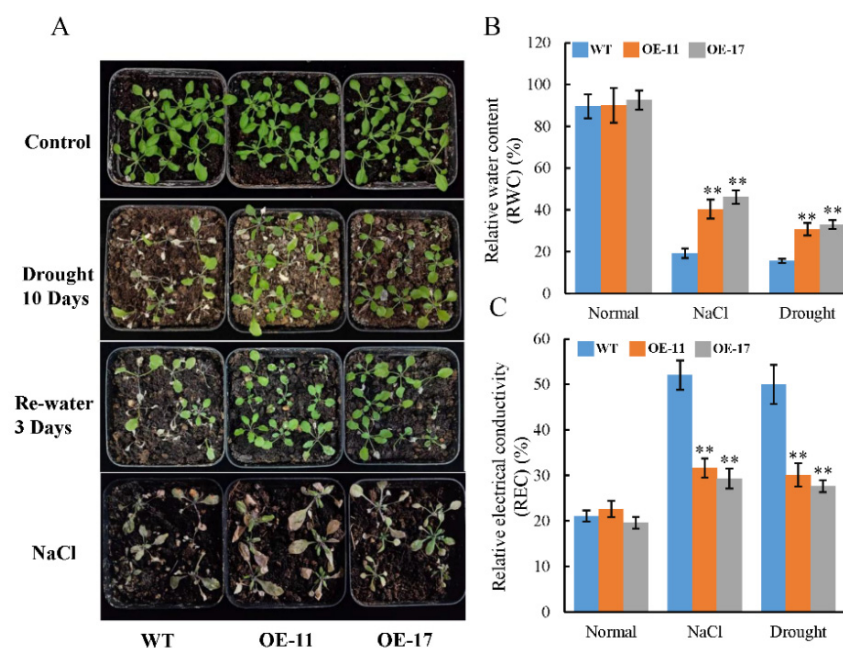 A
Control
Drought
10 Days
Re-water
3 Days
NaCl
WT
OE-11
OE-17
B
WT
OE-11
OE-17
Relative water content
(RWC) (%)
120
100
80
60
40
20
0
** **
** **
Normal
NaCl
Drought
C
WT
OE-11
OE-17
Relative electrical conductivity
(REC) (%)
60
50
40
30
20
10
0
** **
** **
Normal
NaCl
Drought